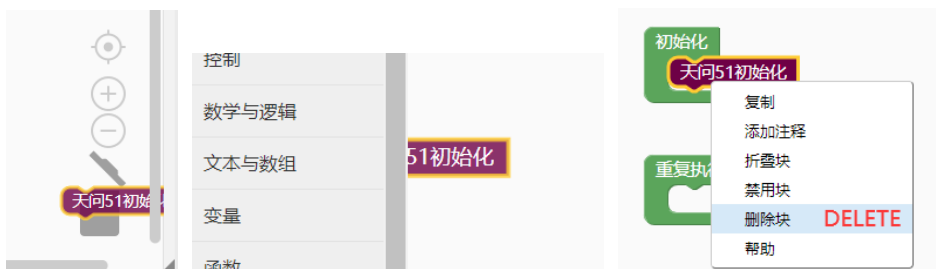 天问51初始
控制
数学与逻辑
文本与数组
变量
函数
51初始化
初始化
天问51初始化
重复执行
复制
添加注释
折叠块
禁用块
删除块 DELETE
帮助